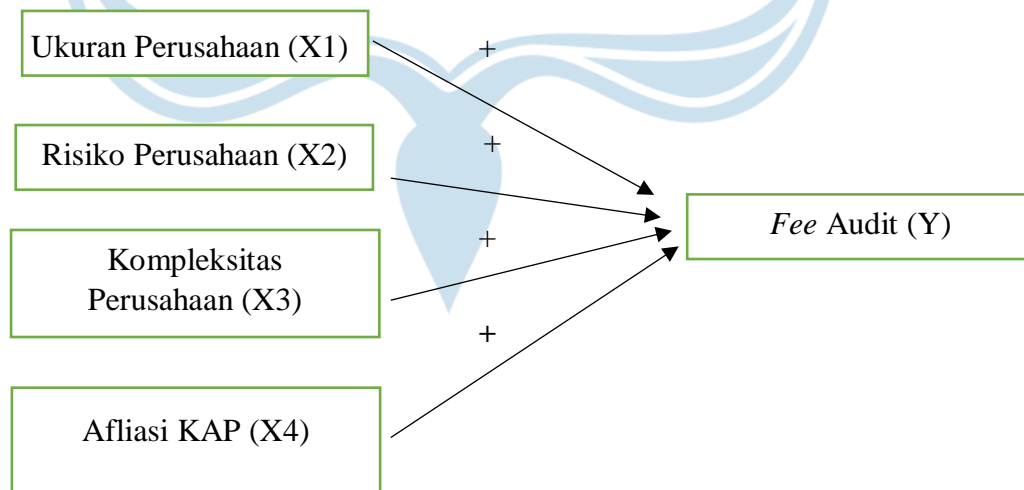 Ukuran Perusahaan (X1)
+
Risiko Perusahaan (X2)
+
Fee Audit (Y)
Kompleksitas
Perusahaan (X3)
+
+
Afliasi KAP (X4)